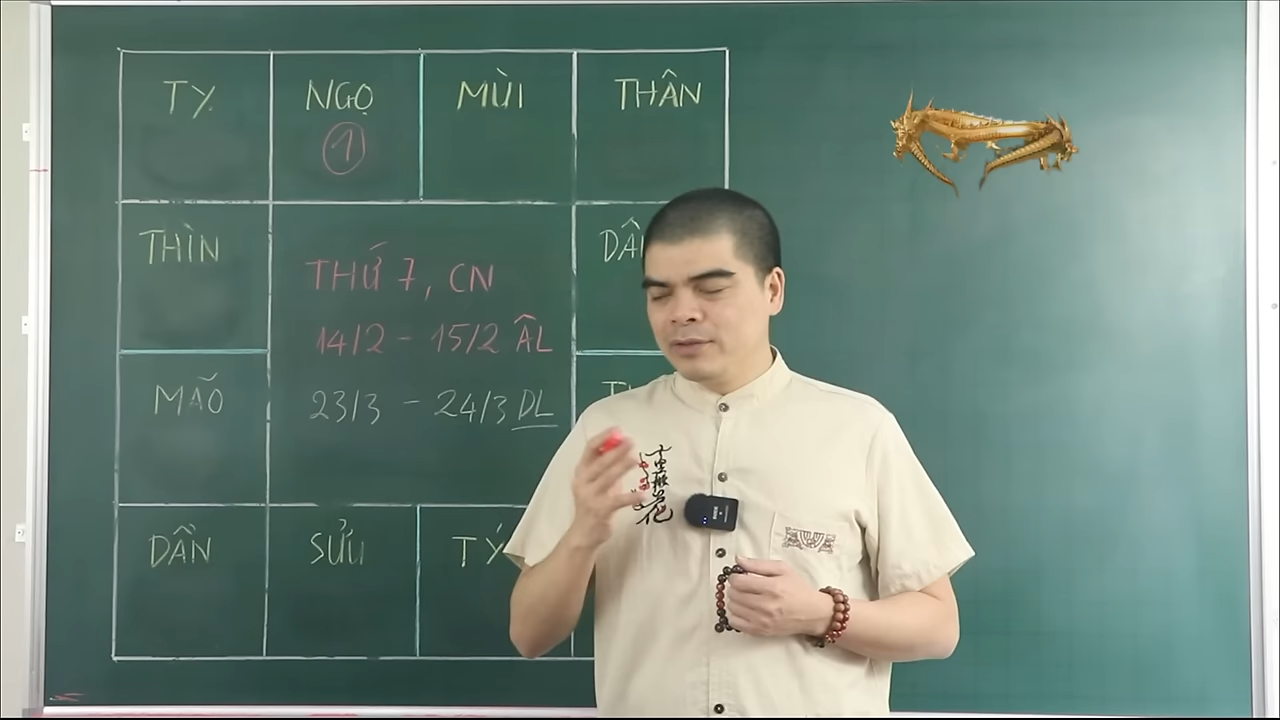 TỴ NGỌ MÙI THÂN
1
THÌN
THỨ 7, CN
14/2 - 15/2 ÂL
MÃO 23/3 - 24/3 DL
DẦN SỬU TÝ